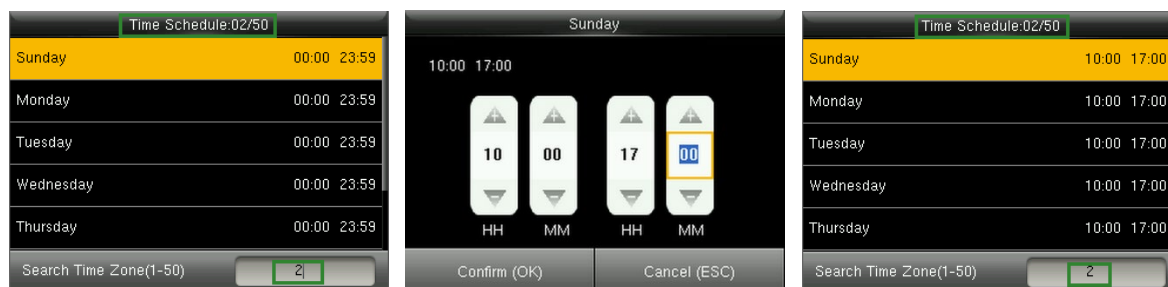 Time Schedule:02/50
Sunday 00:00 23:59
Monday 00:00 23:59
Tuesday 00:00 23:59
Wednesday 00:00 23:59
Thursday 00:00 23:59
Search Time Zone(1-50) 2
Sunday
10:00 17:00
10 00 17 00
HH MM HH MM
Confirm (OK) Cancel (ESC)
Time Schedule:02/50
Sunday 10:00 17:00
Monday 10:00 17:00
Tuesday 10:00 17:00
Wednesday 10:00 17:00
Thursday 10:00 17:00
Search Time Zone(1-50) 2